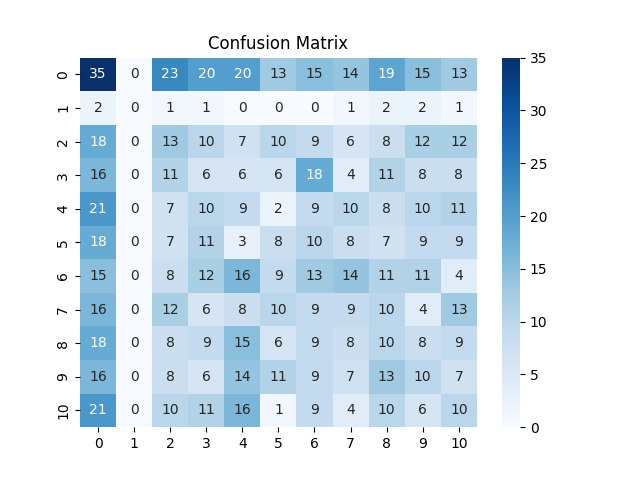 Confusion Matrix
0 35 0 23 20 20 13 15 14 19 15 13
1 2 0 1 1 0 0 0 1 2 2 1
2 18 0 13 10 7 10 9 6 8 12 12
3 16 0 11 6 6 6 18 4 11 8 8
4 21 0 7 10 9 2 9 10 8 10 11
5 18 0 7 11 3 8 10 8 7 9 9
6 15 0 8 12 16 9 13 14 11 11 4
7 16 0 12 6 8 10 9 9 10 4 13
8 18 0 8 9 15 6 9 8 10 8 9
9 16 0 8 6 14 11 9 7 13 10 7
10 21 0 10 11 16 1 9 4 10 6 10
0 1 2 3 4 5 6 7 8 9 10
35
30
25
20
15
10
5
0